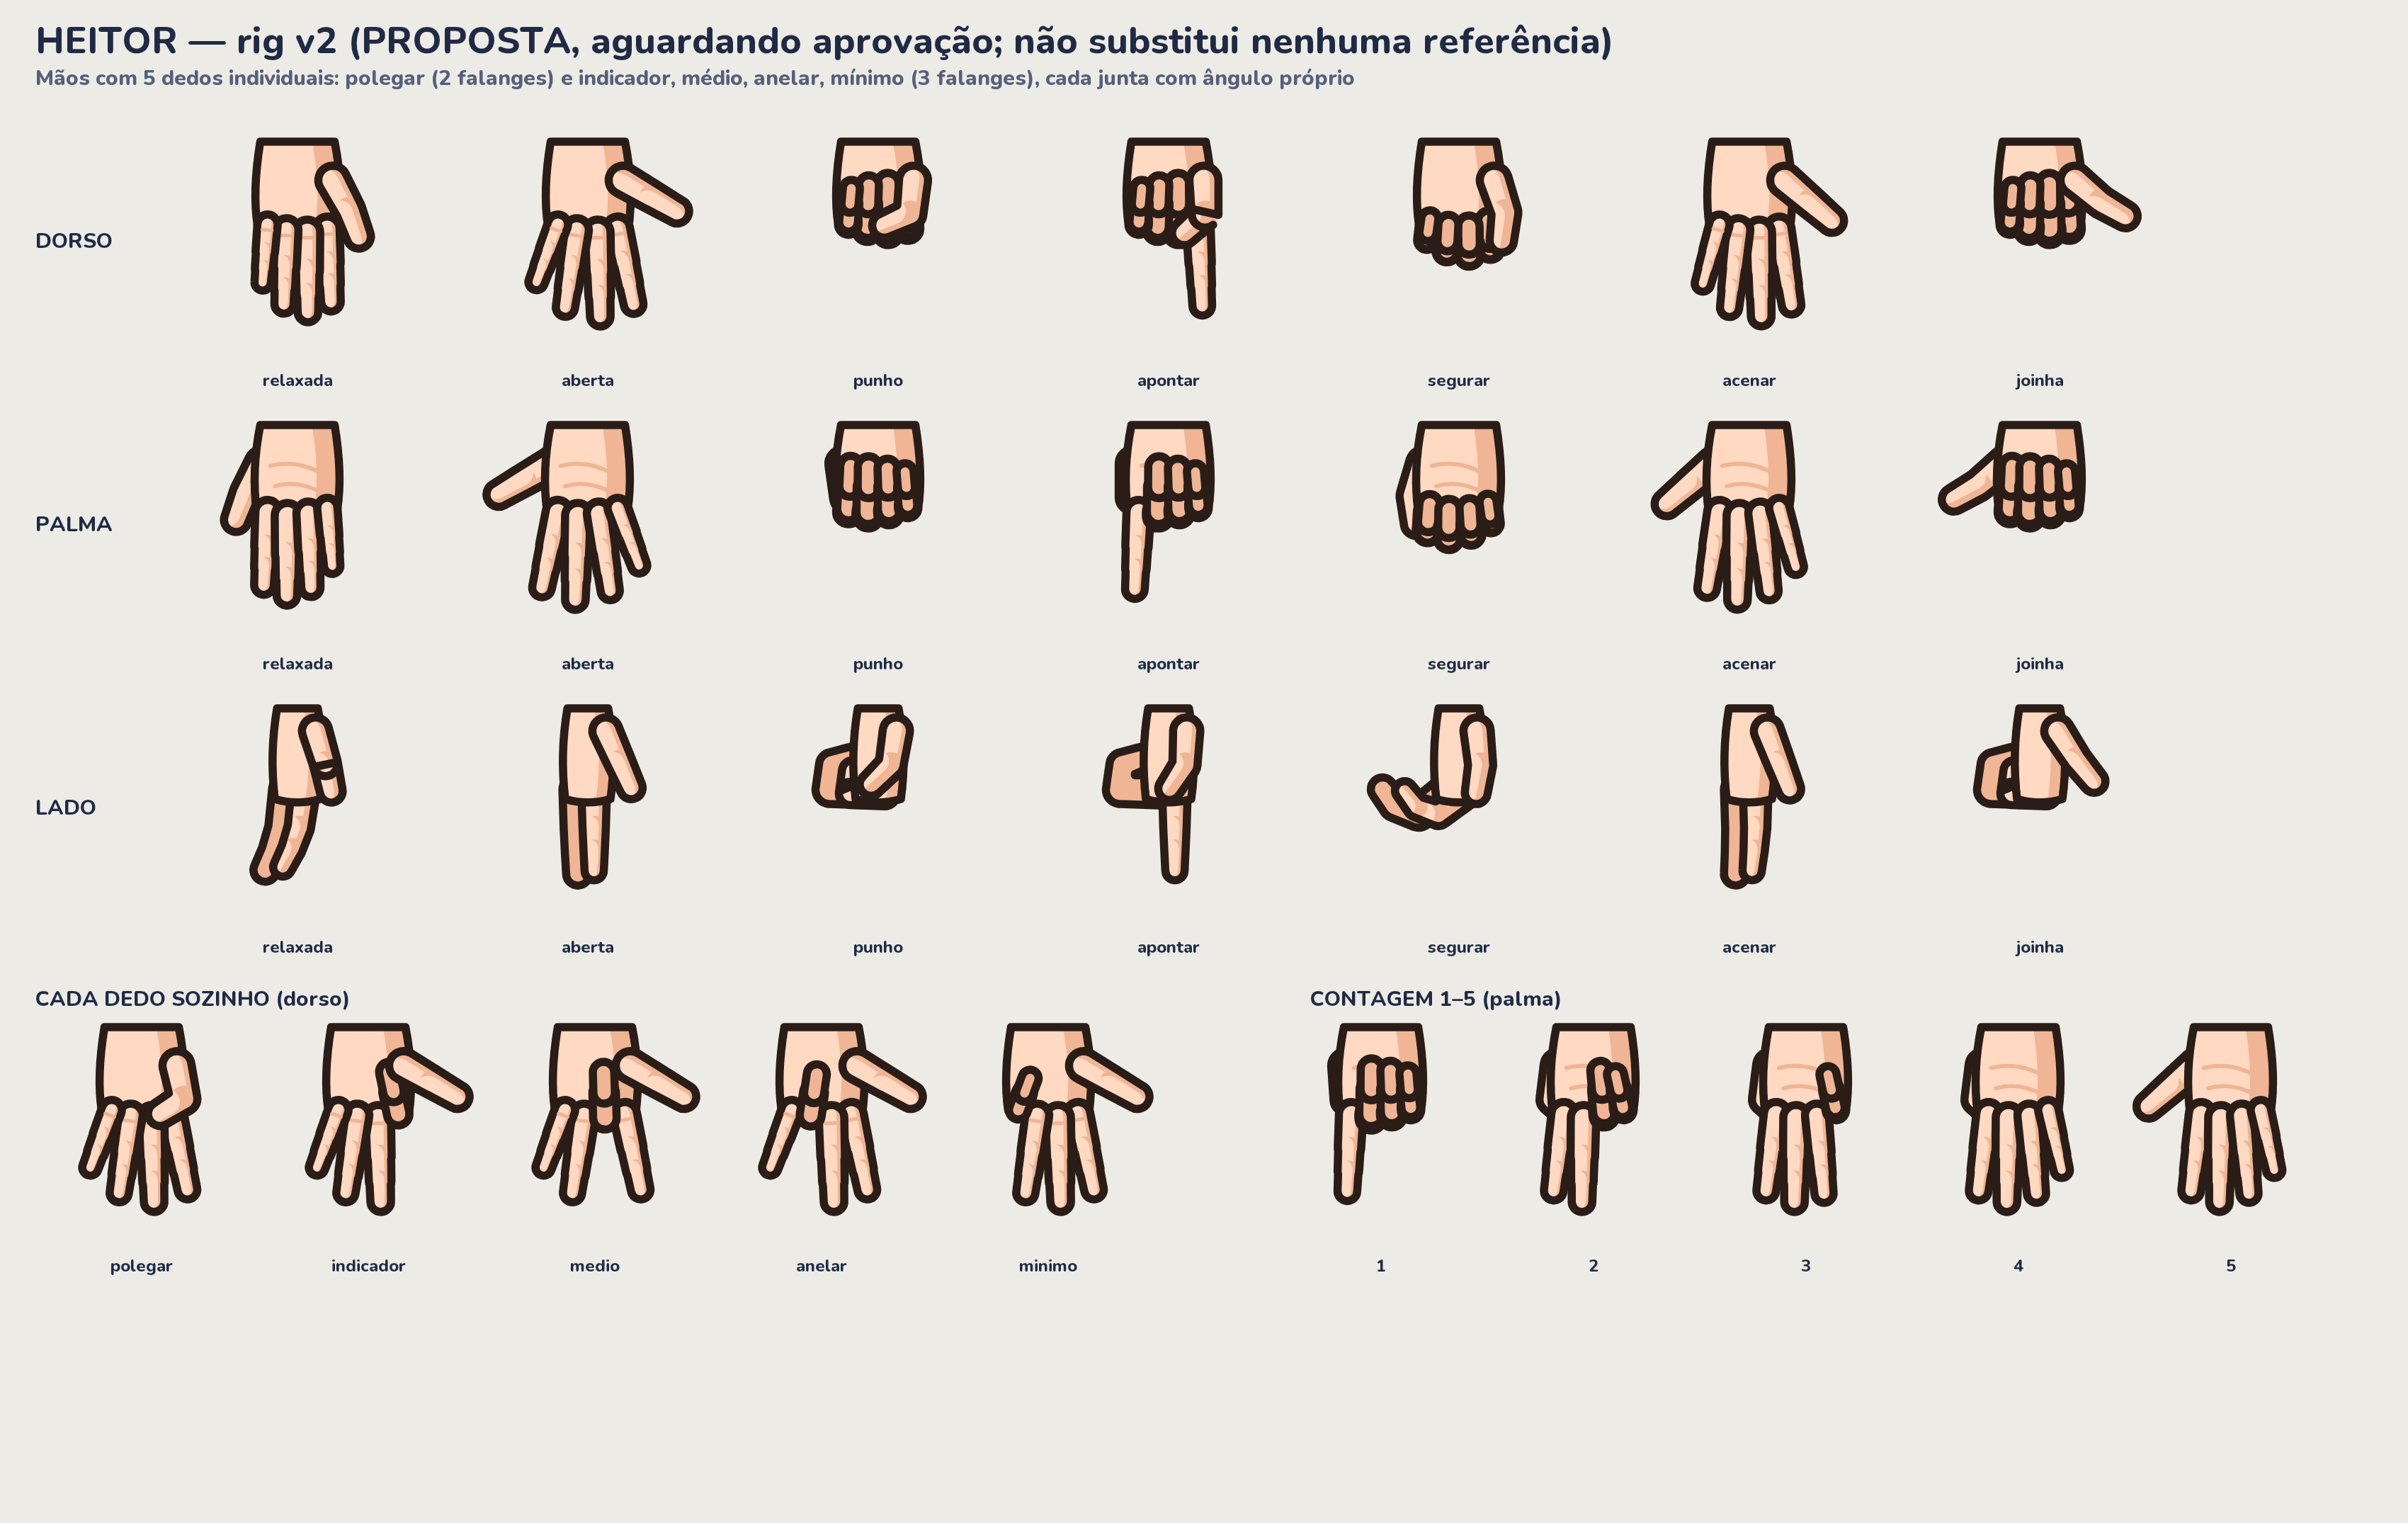 HEITOR — rig v2 (PROPOSTA, aguardando aprovação; não substitui nenhuma referência)
Mãos com 5 dedos individuais: polegar (2 falanges) e indicador, médio, anelar, mínimo (3 falanges), cada junta com ângulo próprio
DORSO
relaxada aberta punho apontar segurar acenar joinha
PALMA
relaxada aberta punho apontar segurar acenar joinha
LADO
relaxada aberta punho apontar segurar acenar joinha
CADA DEDO SOZINHO (dorso) CONTAGEM 1–5 (palma)
polegar indicador medio anelar minimo 1 2 3 4 5